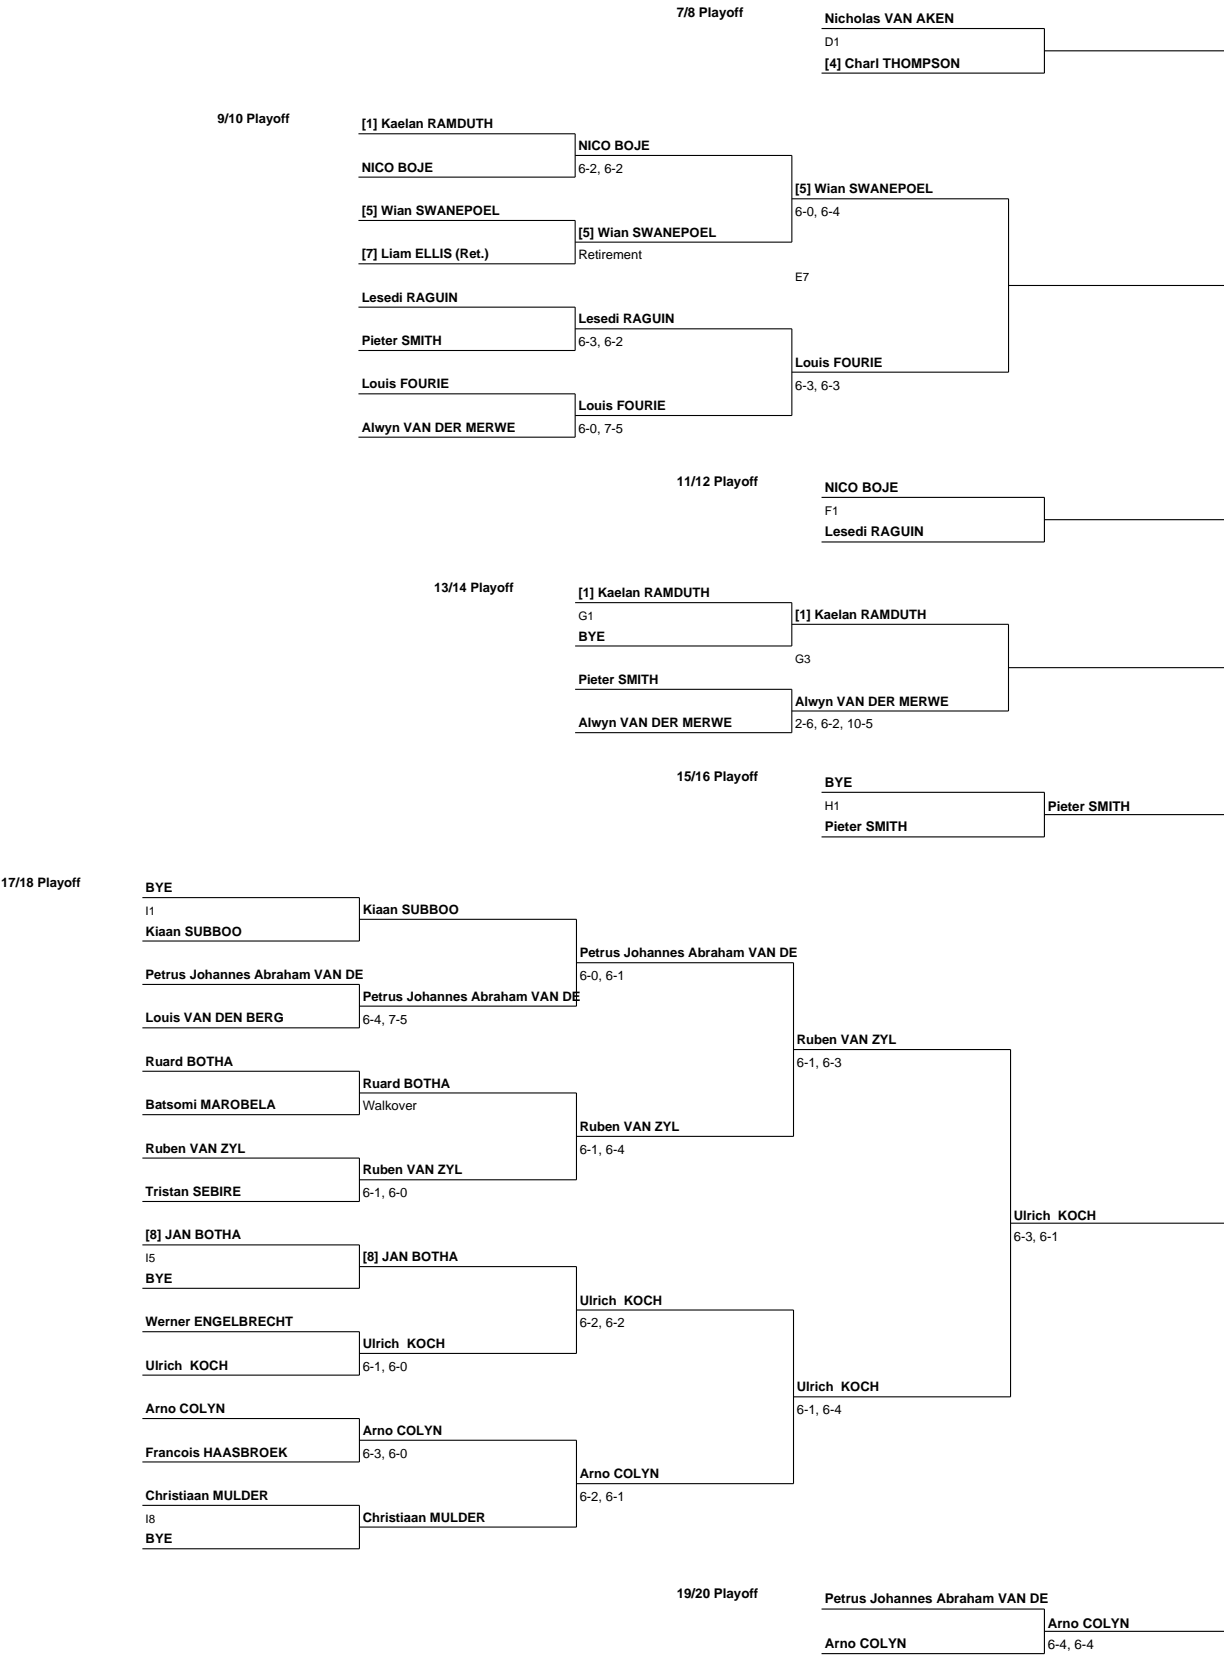 7/8 Playoff
Nicholas VAN AKEN
D1
[4] Charl THOMPSON
9/10 Playoff
[1] Kaelan RAMDUTH
NICO BOJE
NICO BOJE
6-2, 6-2
[5] Wian SWANEPOEL
[5] Wian SWANEPOEL
6-0, 6-4
[5] Wian SWANEPOEL
[7] Liam ELLIS (Ret.)
Retirement
E7
Lesedi RAGUIN
Lesedi RAGUIN
Pieter SMITH
6-3, 6-2
Louis FOURIE
Louis FOURIE
6-3, 6-3
Louis FOURIE
Alwyn VAN DER MERWE
6-0, 7-5
11/12 Playoff
NICO BOJE
F1
Lesedi RAGUIN
13/14 Playoff
[1] Kaelan RAMDUTH
G1
[1] Kaelan RAMDUTH
BYE
G3
Pieter SMITH
Alwyn VAN DER MERWE
Alwyn VAN DER MERWE
2-6, 6-2, 10-5
15/16 Playoff
BYE
H1
Pieter SMITH
Pieter SMITH
17/18 Playoff
BYE
I1
Kiaan SUBBOO
Kiaan SUBBOO
Petrus Johannes Abraham VAN DE
Petrus Johannes Abraham VAN DE
6-0, 6-1
Petrus Johannes Abraham VAN DE
Louis VAN DEN BERG
6-4, 7-5
Ruben VAN ZYL
Ruard BOTHA
6-1, 6-3
Ruard BOTHA
Batsomi MAROBELA
Walkover
Ruben VAN ZYL
Ruben VAN ZYL
6-1, 6-4
Ruben VAN ZYL
Tristan SEBIRE
6-1, 6-0
Ulrich  KOCH
6-3, 6-1
[8] JAN BOTHA
I5
[8] JAN BOTHA
BYE
Ulrich  KOCH
Werner ENGELBRECHT
6-2, 6-2
Ulrich  KOCH
Ulrich  KOCH
6-1, 6-0
Ulrich  KOCH
Arno COLYN
6-1, 6-4
Arno COLYN
Francois HAASBROEK
6-3, 6-0
Arno COLYN
Christiaan MULDER
6-2, 6-1
I8
Christiaan MULDER
BYE
19/20 Playoff
Petrus Johannes Abraham VAN DE
Arno COLYN
Arno COLYN
6-4, 6-4